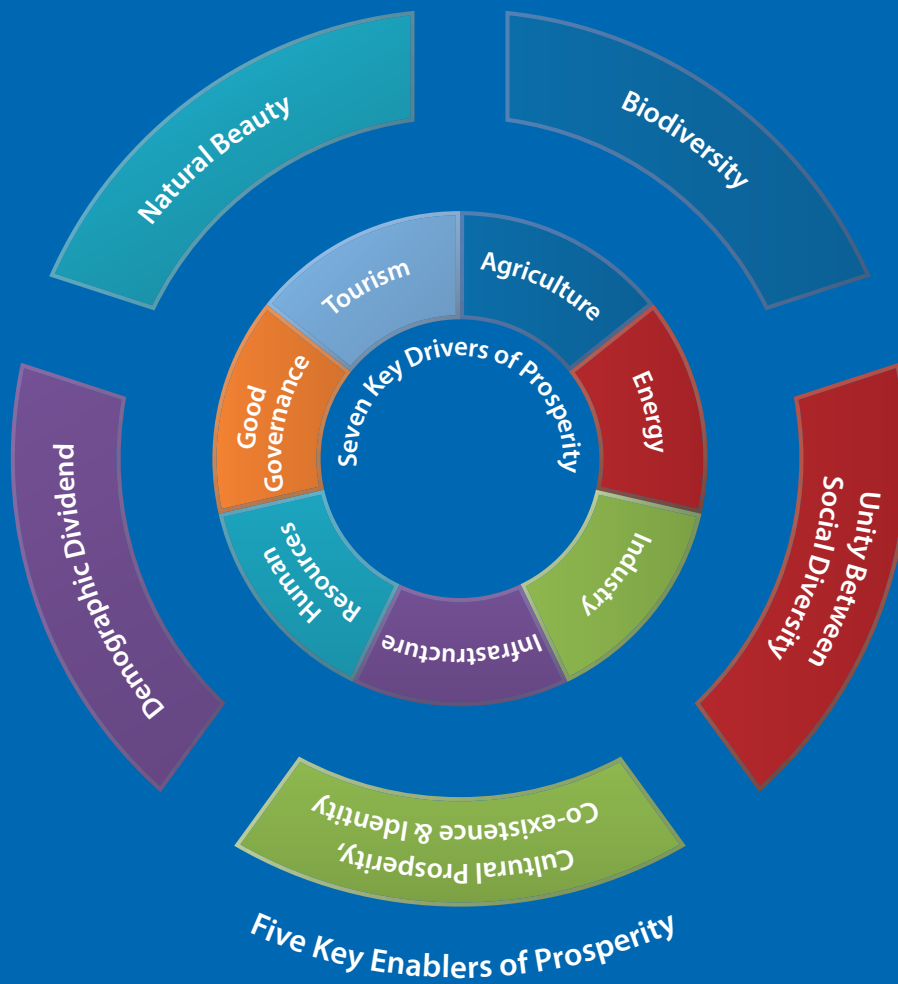 Natural Beauty
Biodiversity
Unity Between
Social Diversity
Cultural Prosperity,
Co-existence & Identity
Demographic Dividend
Tourism
Agriculture
Energy
Industry
Infrastructure
Human
Resources
Good
Governance
Seven Key Drivers of Prosperity
Five Key Enablers of Prosperity